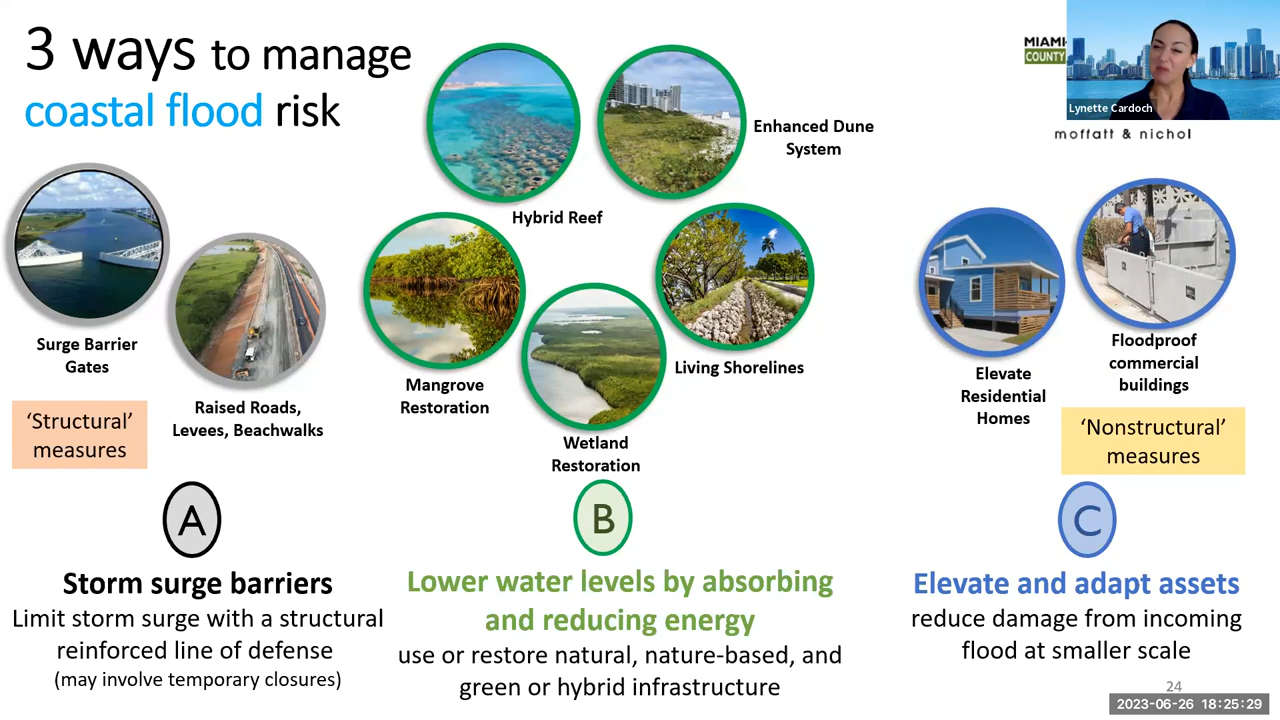 3 ways to manage
coastal flood risk
MIAMI
COUNTY
Lynette Cardoch
moffatt & nichol
Surge Barrier
Gates
Raised Roads,
Levees, Beachwalks
'Structural'
measures
Hybrid Reef
Enhanced Dune
System
Mangrove
Restoration
Wetland
Restoration
Living Shorelines
Elevate
Residential
Homes
Floodproof
commercial
buildings
'Nonstructural'
measures
A
Storm surge barriers
Limit storm surge with a structural
reinforced line of defense
(may involve temporary closures)
B
Lower water levels by absorbing
and reducing energy
use or restore natural, nature-based, and
green or hybrid infrastructure
C
Elevate and adapt assets
reduce damage from incoming
flood at smaller scale
24
2023-06-26 18:25:29